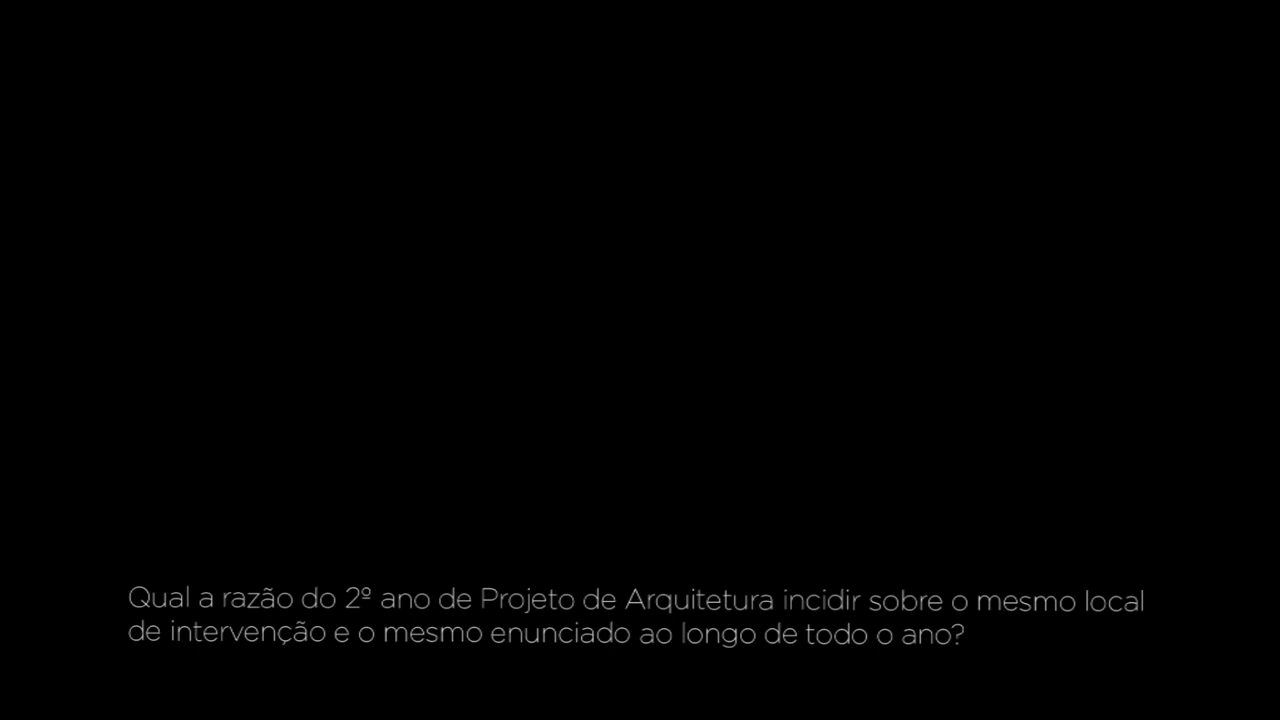 Qual a razão do 2º ano de Projeto de Arquitetura incidir sobre o mesmo local
de intervenção e o mesmo enunciado ao longo de todo o ano?